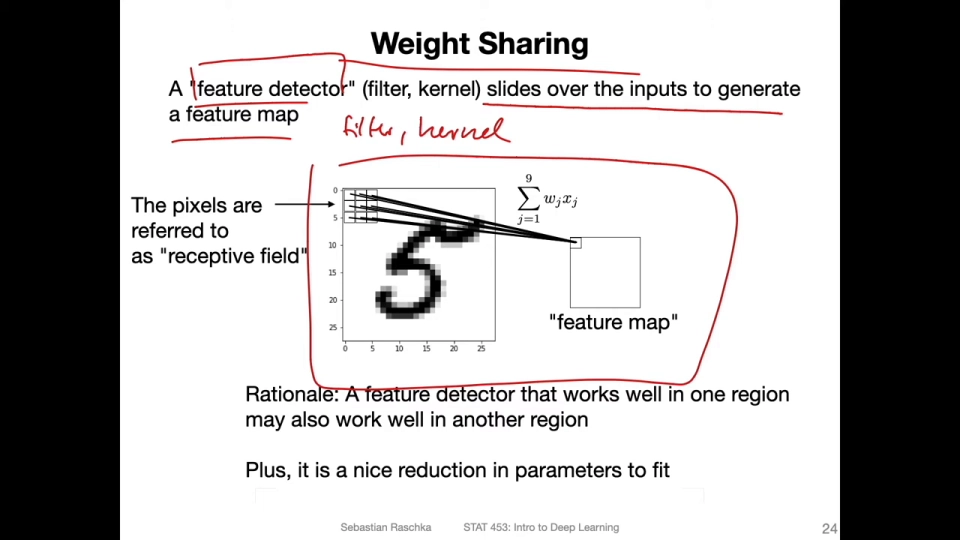 Weight Sharing
A "feature detector" (filter, kernel) slides over the inputs to generate
a feature map
filter, kernel
The pixels are
referred to
as "receptive field"
0
5
10
15
20
25
0 5 10 15 20 25
5
9
∑ wⱼxⱼ
j=1
"feature map"
Rationale: A feature detector that works well in one region
may also work well in another region
Plus, it is a nice reduction in parameters to fit
Sebastian Raschka STAT 453: Intro to Deep Learning 24